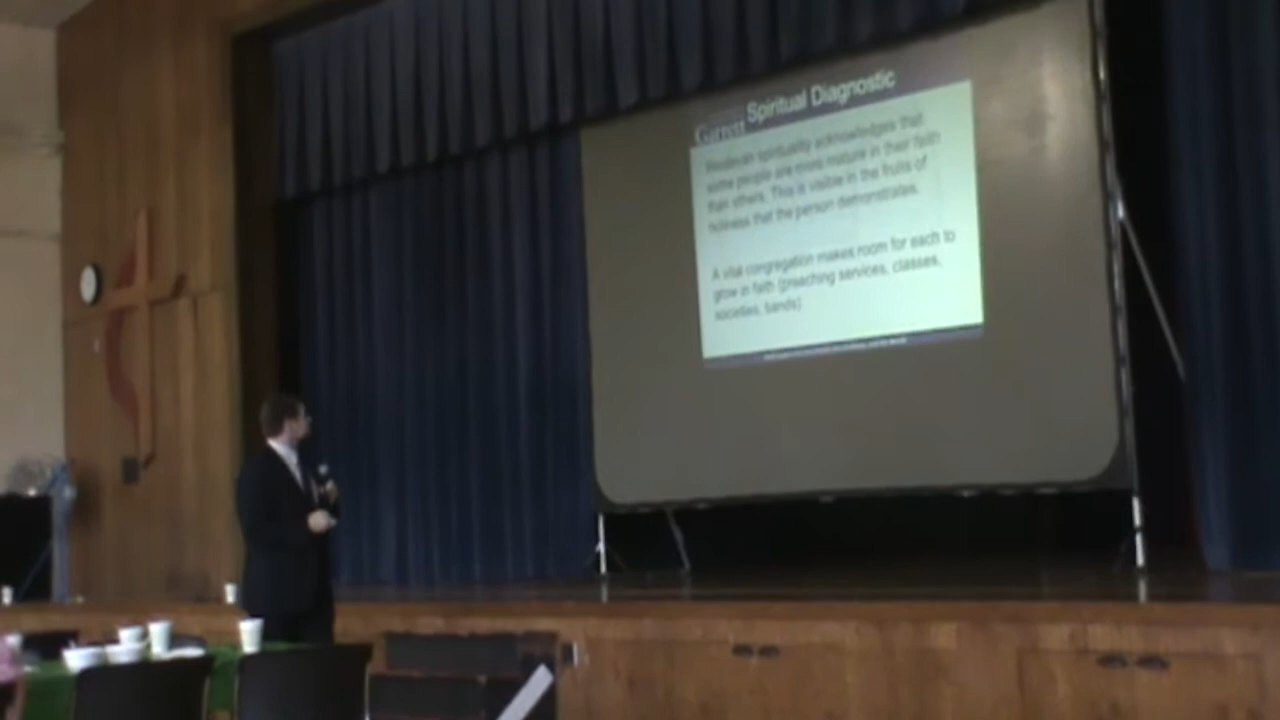 Spiritual Diagnostic
Garrett
Wesleyan spirituality acknowledges that
some people are more mature in their faith
than others. This is visible in the fruits of
holiness that the person demonstrates.
A vital congregation makes room for each to
grow in faith (preaching services, classes,
societies, bands)